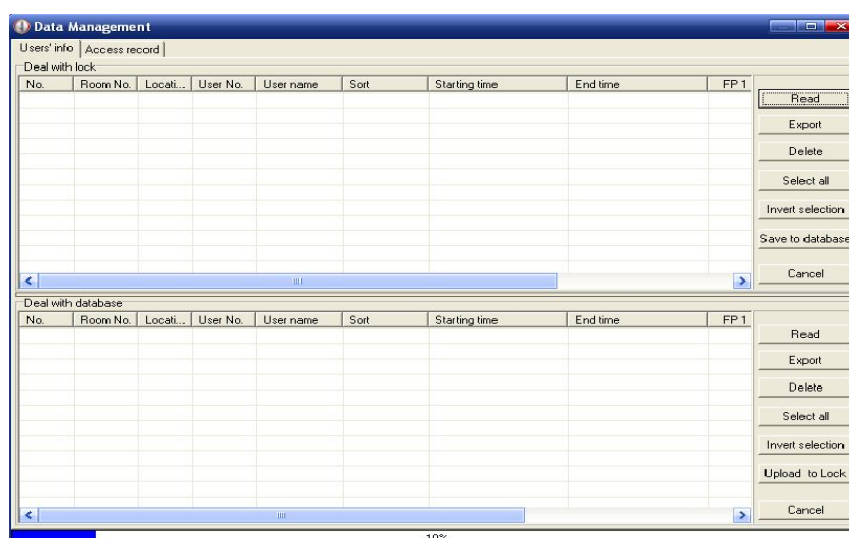 Data Management
Users' info Access record
Deal with lock
No. Room No. Locati... User No. User name Sort Starting time End time FP 1
Read
Export
Delete
Select all
Invert selection
Save to database
Cancel
Deal with database
No. Room No. Locati... User No. User name Sort Starting time End time FP 1
Read
Export
Delete
Select all
Invert selection
Upload to Lock
Cancel
10%